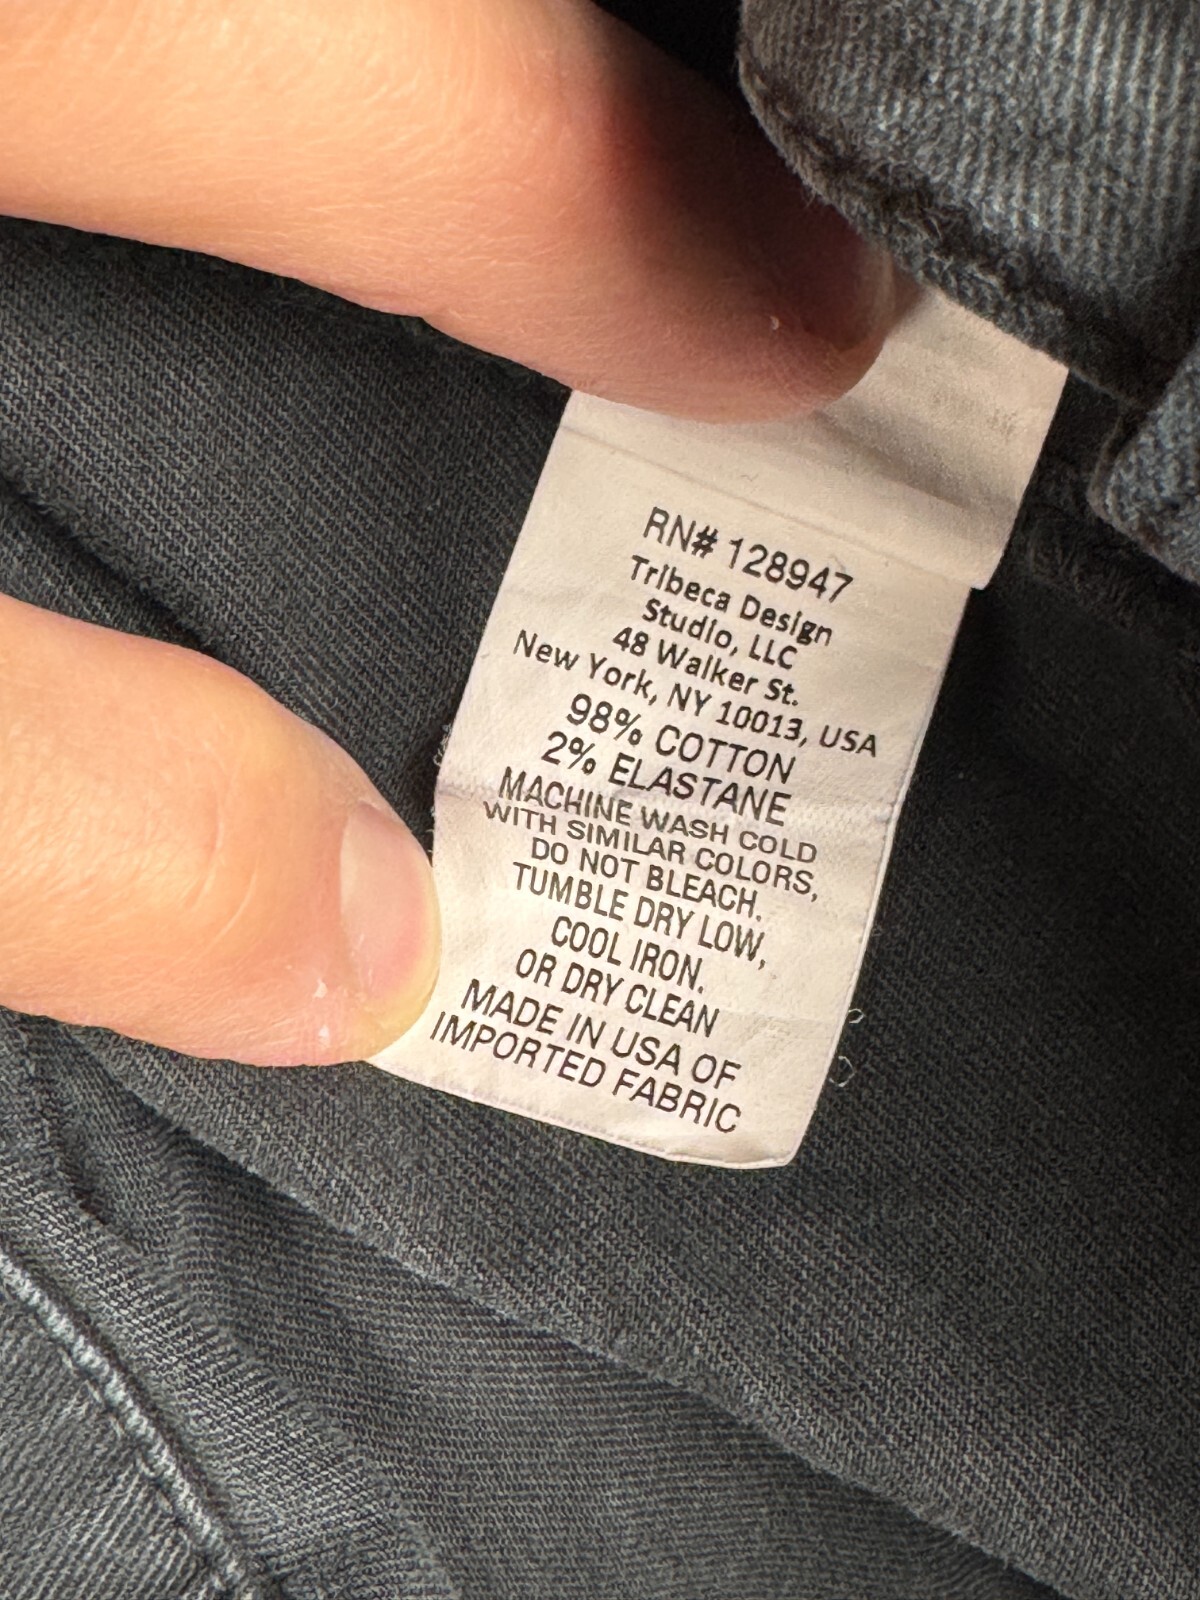 RN# 128947
Tribeca Design
Studio, LLC
48 Walker St.
New York, NY 10013, USA
98% COTTON
2% ELASTANE
MACHINE WASH COLD
WITH SIMILAR COLORS,
DO NOT BLEACH.
TUMBLE DRY LOW,
COOL IRON.
OR DRY CLEAN
MADE IN USA OF
IMPORTED FABRIC